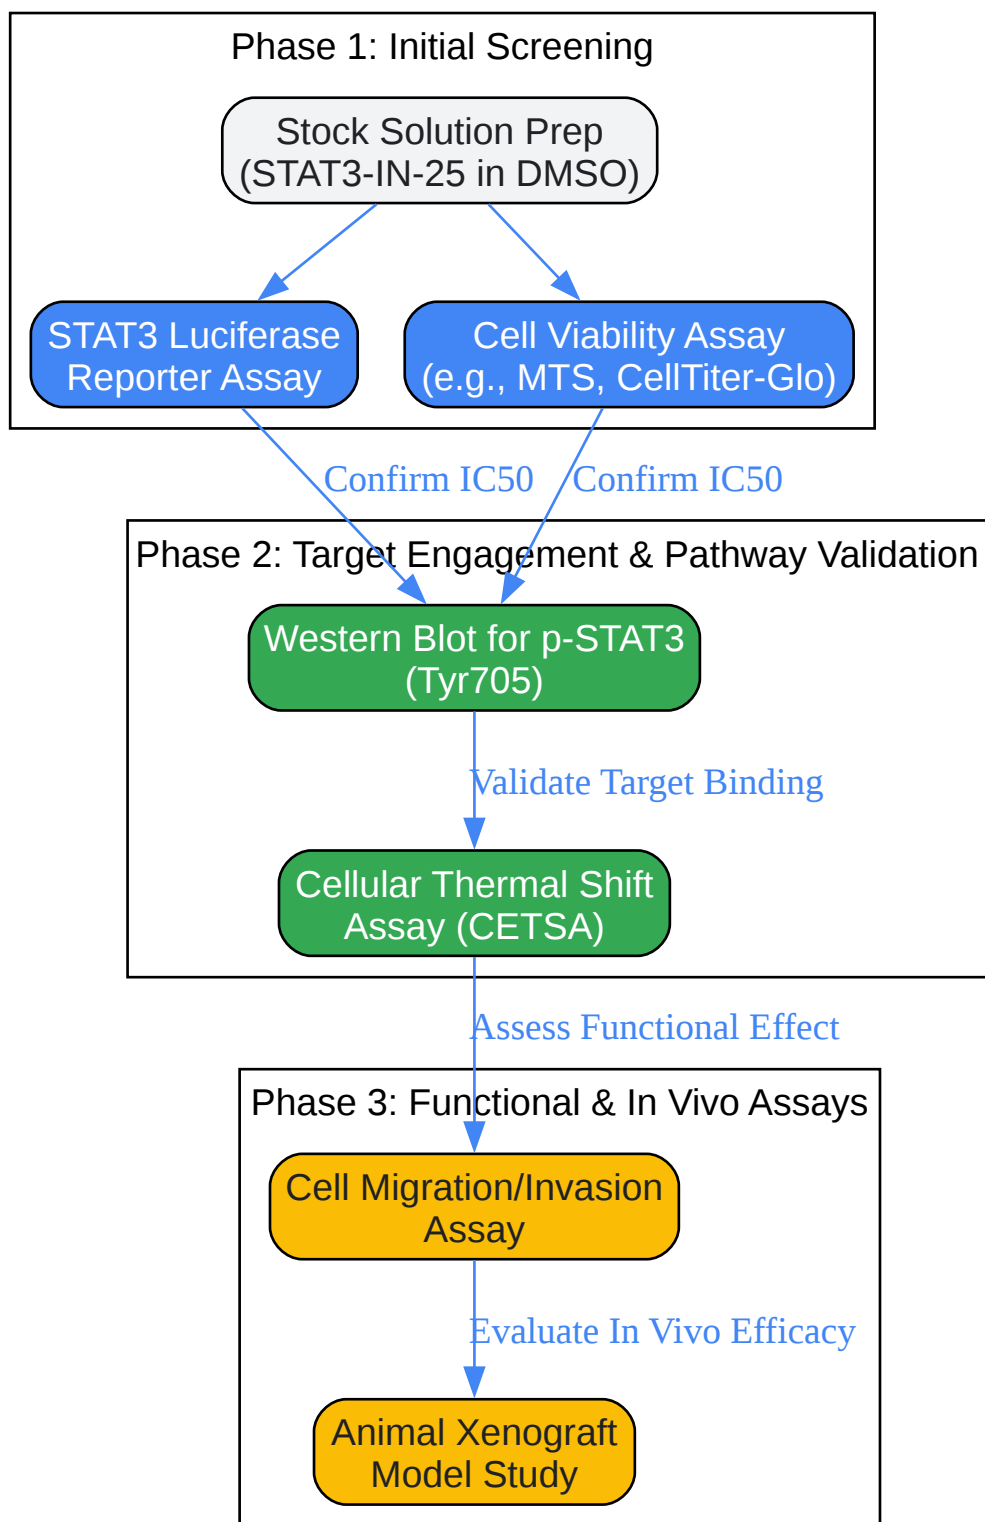 Phase 1: Initial Screening
Stock Solution Prep
(STAT3-IN-25 in DMSO)
STAT3 Luciferase
Reporter Assay
Cell Viability Assay
(e.g., MTS, CellTiter-Glo)
Confirm IC50
Confirm IC50
Phase 2: Target Engagement & Pathway Validation
Western Blot for p-STAT3
(Tyr705)
Validate Target Binding
Cellular Thermal Shift
Assay (CETSA)
Assess Functional Effect
Phase 3: Functional & In Vivo Assays
Cell Migration/Invasion
Assay
Evaluate In Vivo Efficacy
Animal Xenograft
Model Study